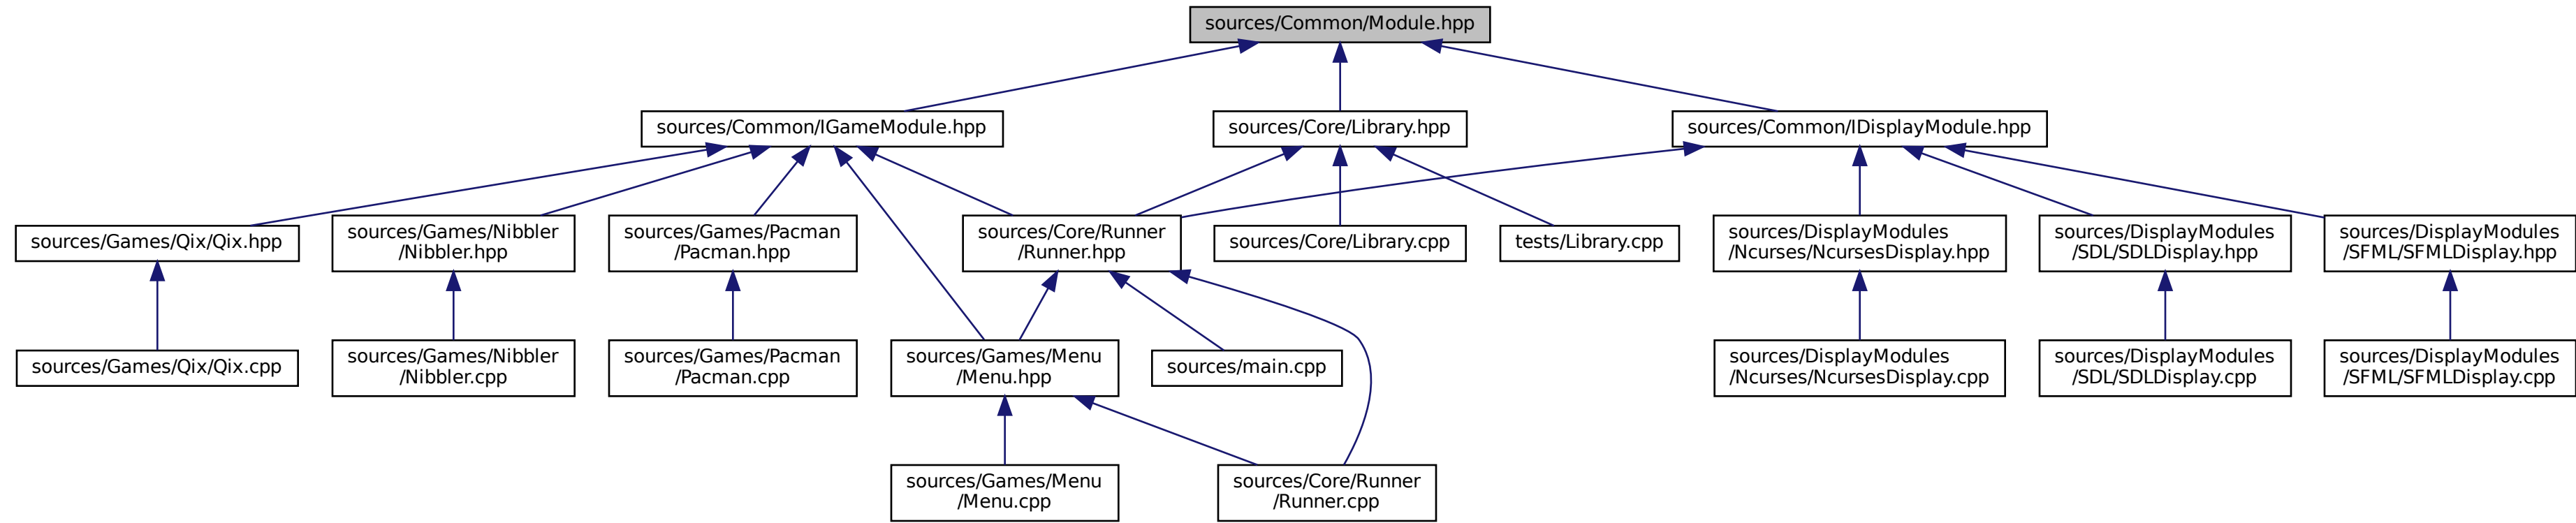 sources/Common/Module.hpp
sources/Common/IGameModule.hpp
sources/Core/Library.hpp
sources/Common/IDisplayModule.hpp
sources/Games/Qix/Qix.hpp
sources/Games/Nibbler
/Nibbler.hpp
sources/Games/Pacman
/Pacman.hpp
sources/Core/Runner
/Runner.hpp
sources/Core/Library.cpp
tests/Library.cpp
sources/DisplayModules
/Ncurses/NcursesDisplay.hpp
sources/DisplayModules
/SDL/SDLDisplay.hpp
sources/DisplayModules
/SFML/SFMLDisplay.hpp
sources/Games/Qix/Qix.cpp
sources/Games/Nibbler
/Nibbler.cpp
sources/Games/Pacman
/Pacman.cpp
sources/Games/Menu
/Menu.hpp
sources/main.cpp
sources/DisplayModules
/Ncurses/NcursesDisplay.cpp
sources/DisplayModules
/SDL/SDLDisplay.cpp
sources/DisplayModules
/SFML/SFMLDisplay.cpp
sources/Games/Menu
/Menu.cpp
sources/Core/Runner
/Runner.cpp